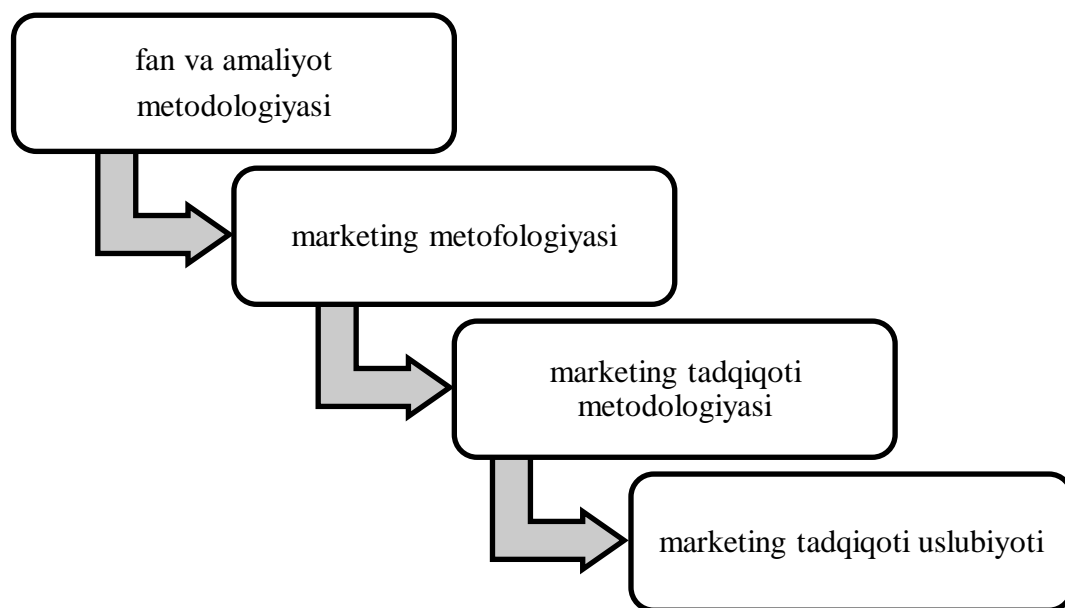 fan va amaliyot
metodologiyasi
marketing metofologiyasi
marketing tadqiqoti
metodologiyasi
marketing tadqiqoti uslubiyoti